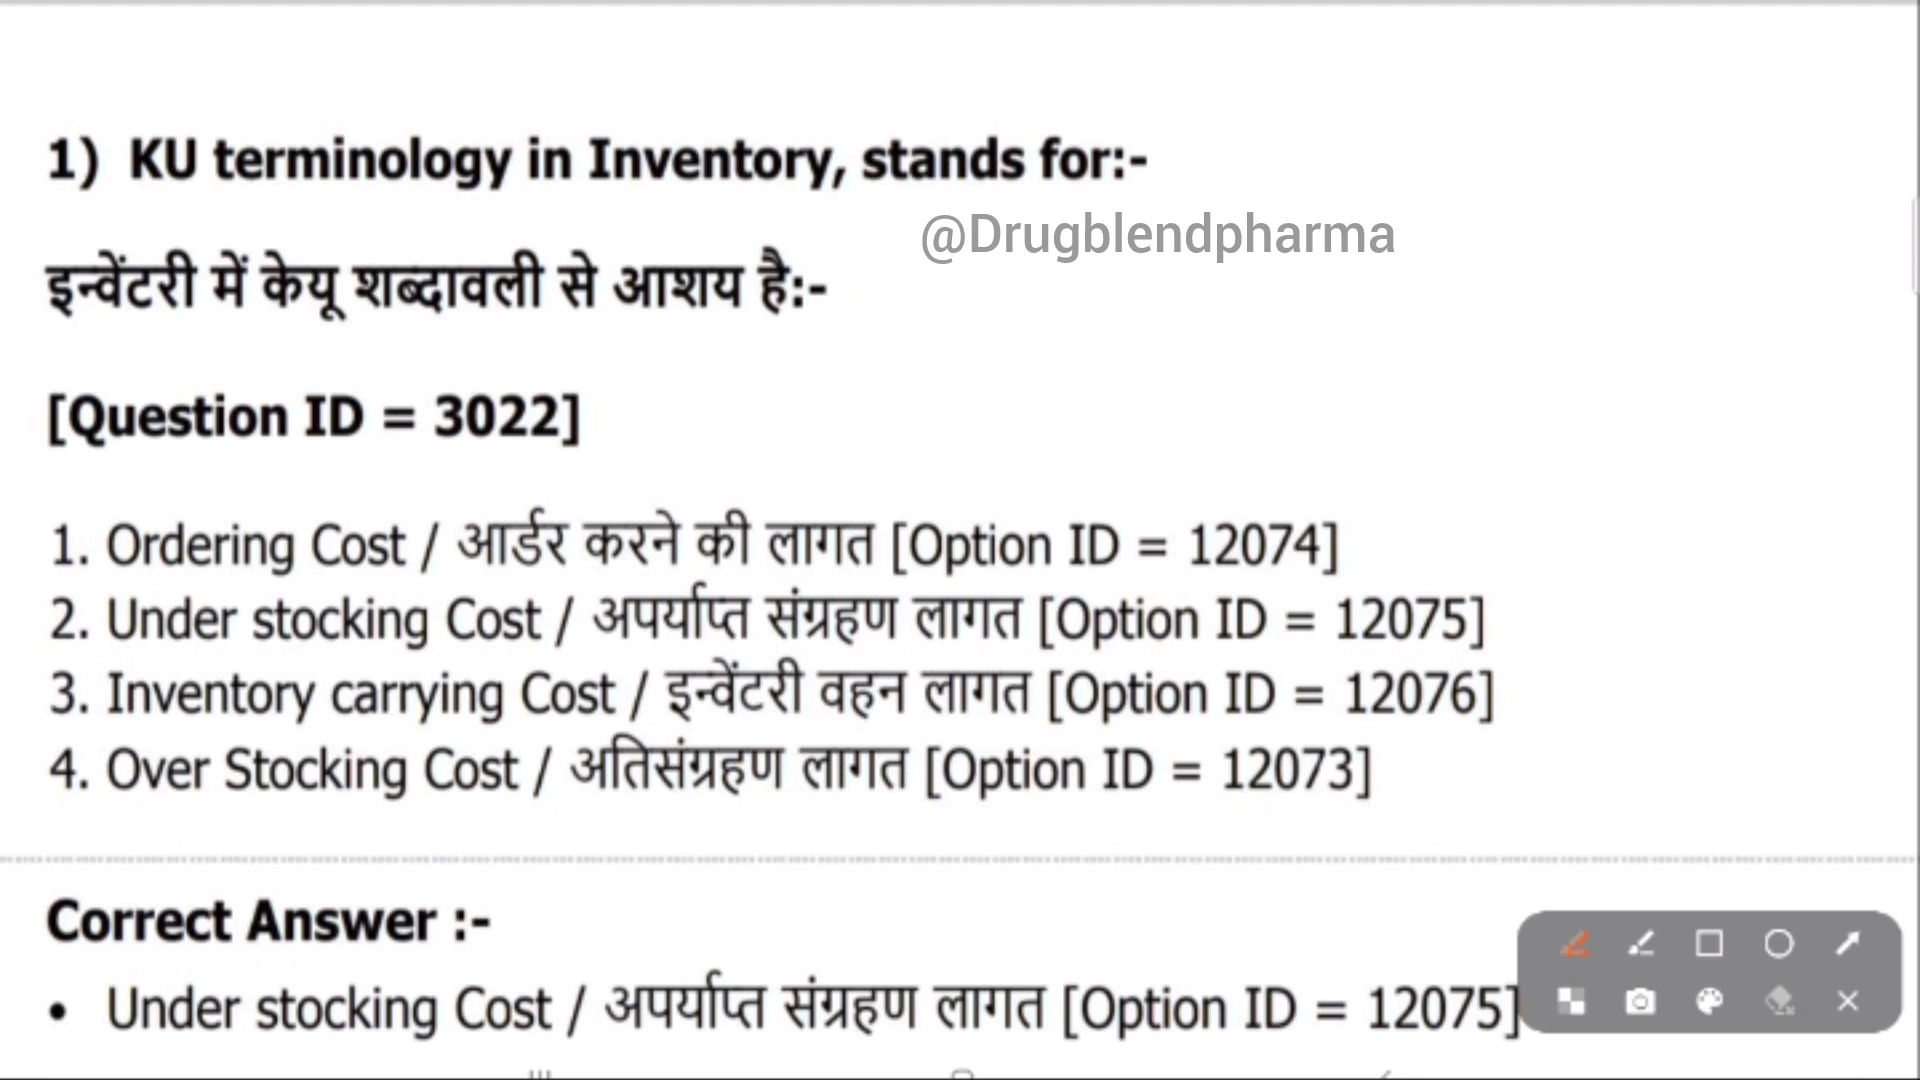 1) KU terminology in Inventory, stands for:-
@Drugblendpharma
इन्वेंटरी में केयू शब्दावली से आशय है:-
[Question ID = 3022]
1. Ordering Cost / आर्डर करने की लागत [Option ID = 12074]
2. Under stocking Cost / अपर्याप्त संग्रहण लागत [Option ID = 12075]
3. Inventory carrying Cost / इन्वेंटरी वहन लागत [Option ID = 12076]
4. Over Stocking Cost / अतिसंग्रहण लागत [Option ID = 12073]
Correct Answer :-
• Under stocking Cost / अपर्याप्त संग्रहण लागत [Option ID = 12075]